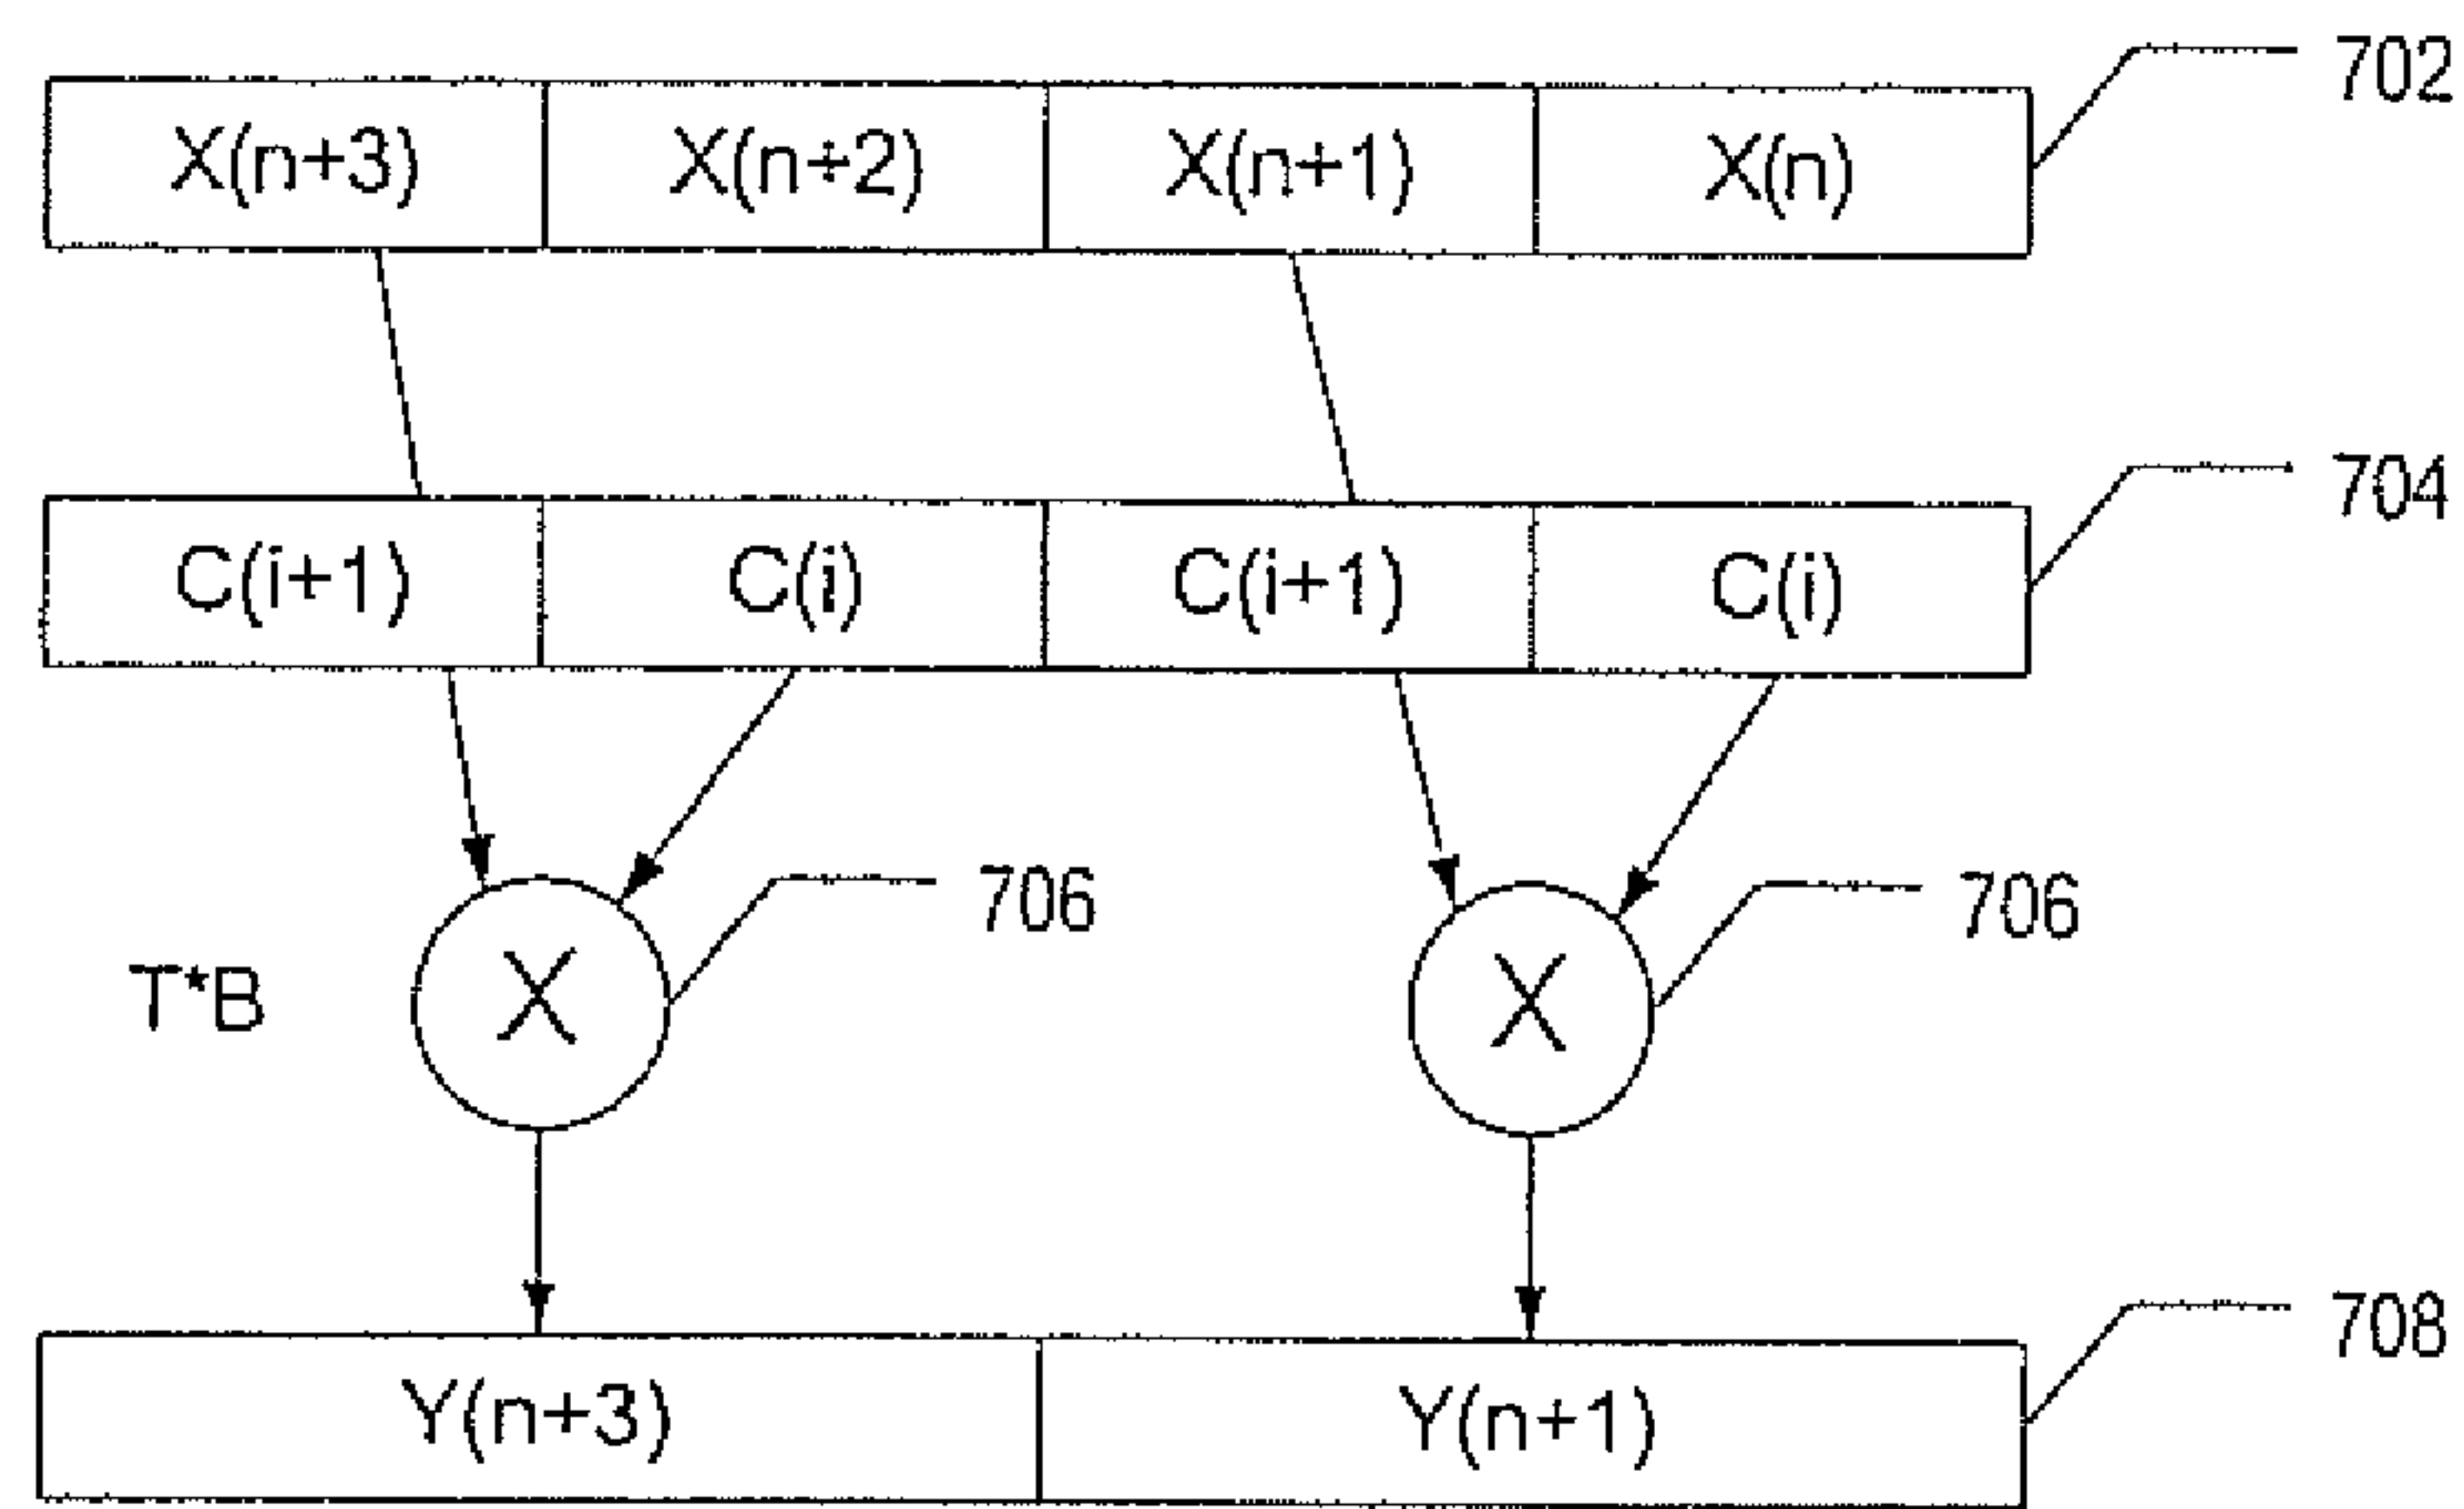 702
X(n+3) X(n+2) X(n+1) X(n)
704
C(i+1) C(i) C(i+1) C(i)
706 706
T*B X X
708
Y(n+3) Y(n+1)